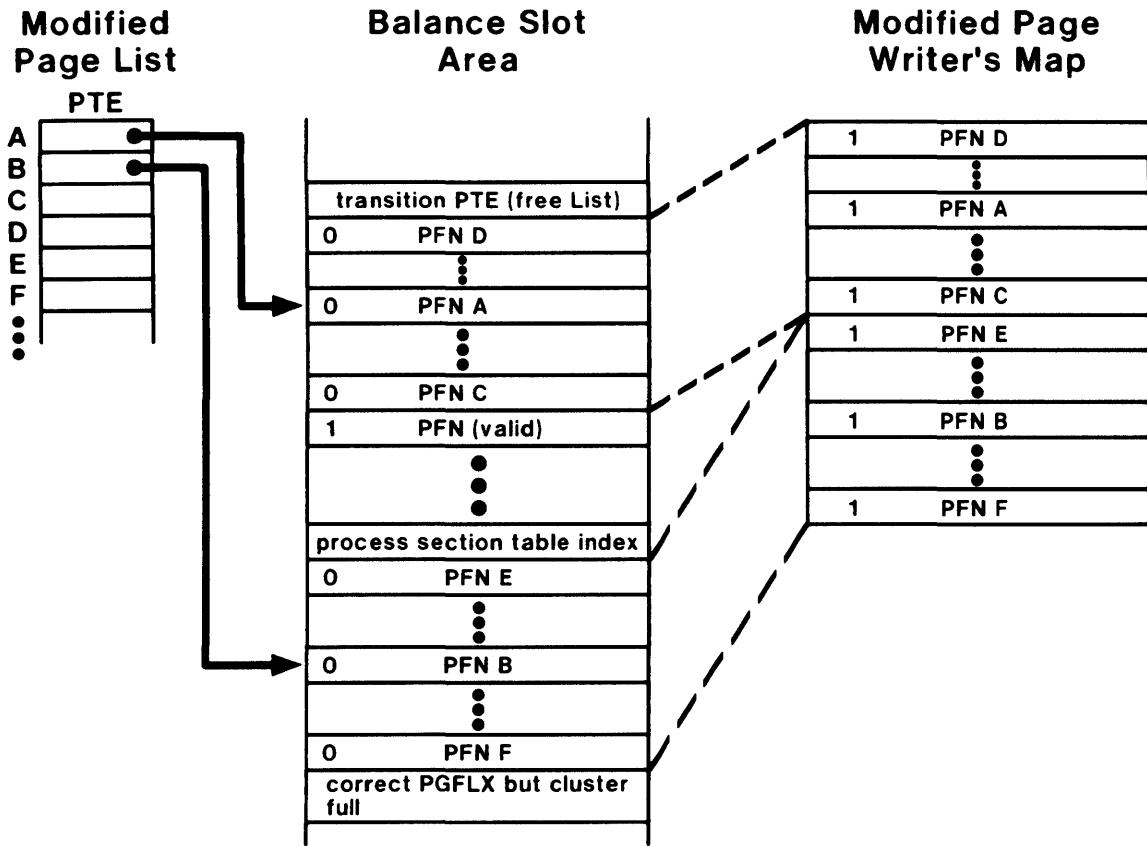 Modified
Page List
Balance Slot
Area
Modified Page
Writer's Map
PTE
A
B
C
D
E
F
transition PTE (free List)
0 PFN D
0 PFN A
0 PFN C
1 PFN (valid)
process section table index
0 PFN E
0 PFN B
0 PFN F
correct PGFLX but cluster
full
1 PFN D
1 PFN A
1 PFN C
1 PFN E
1 PFN B
1 PFN F